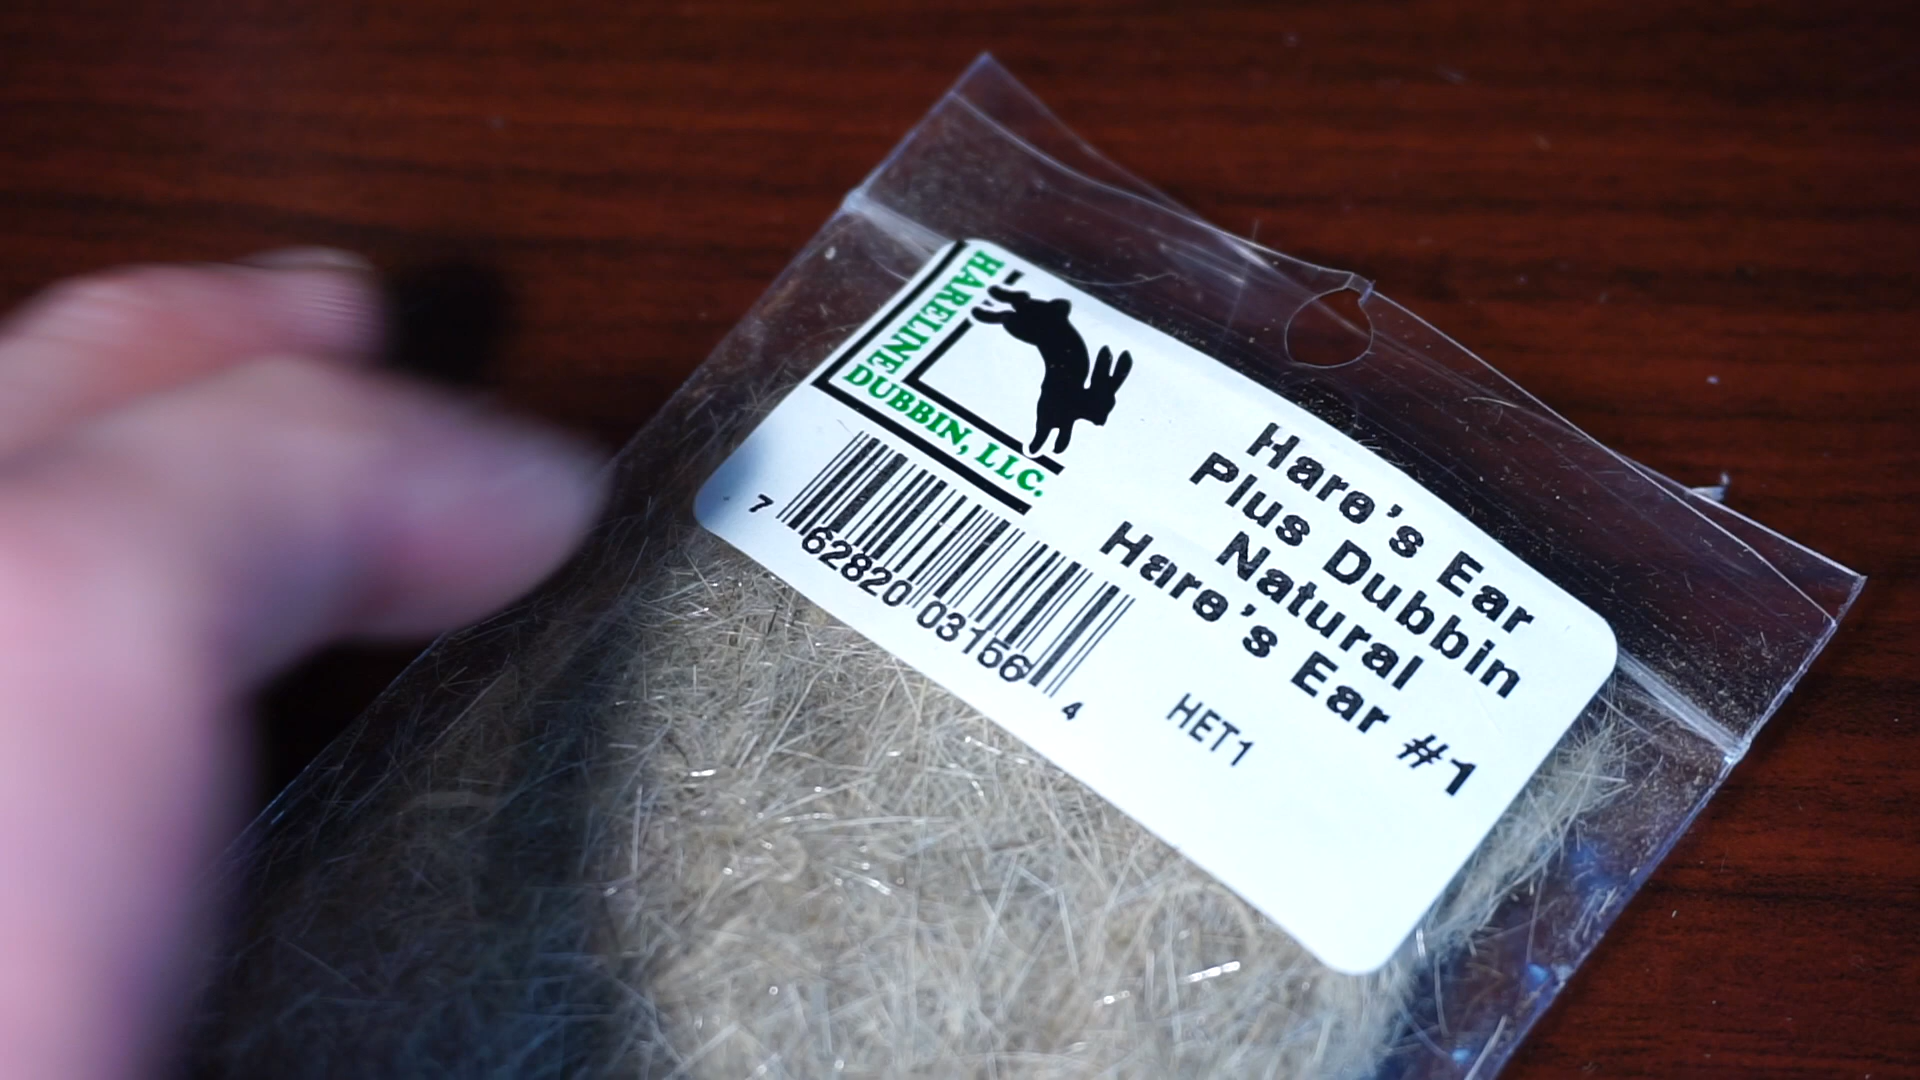 HARELINE
DUBBIN, LLC.
Hare's Ear
Plus Dubbin
Natural
Hare's Ear #1
HET1
7 62820 03156 4